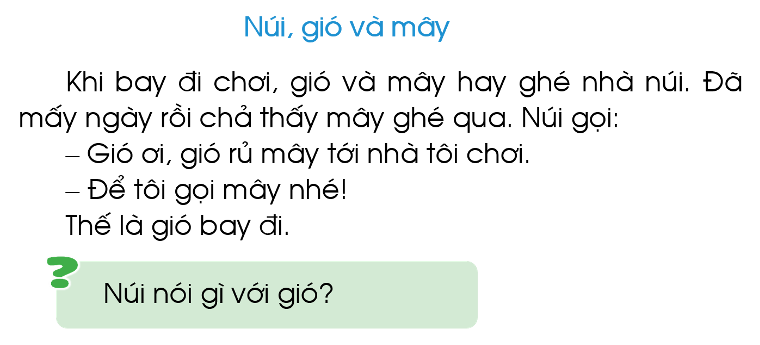 Núi, gió và mây
Khi bay đi chơi, gió và mây hay ghé nhà núi. Đã
mấy ngày rồi chả thấy mây ghé qua. Núi gọi:
– Gió ơi, gió rủ mây tới nhà tôi chơi.
– Để tôi gọi mây nhé!
Thế là gió bay đi.
?
Núi nói gì với gió?